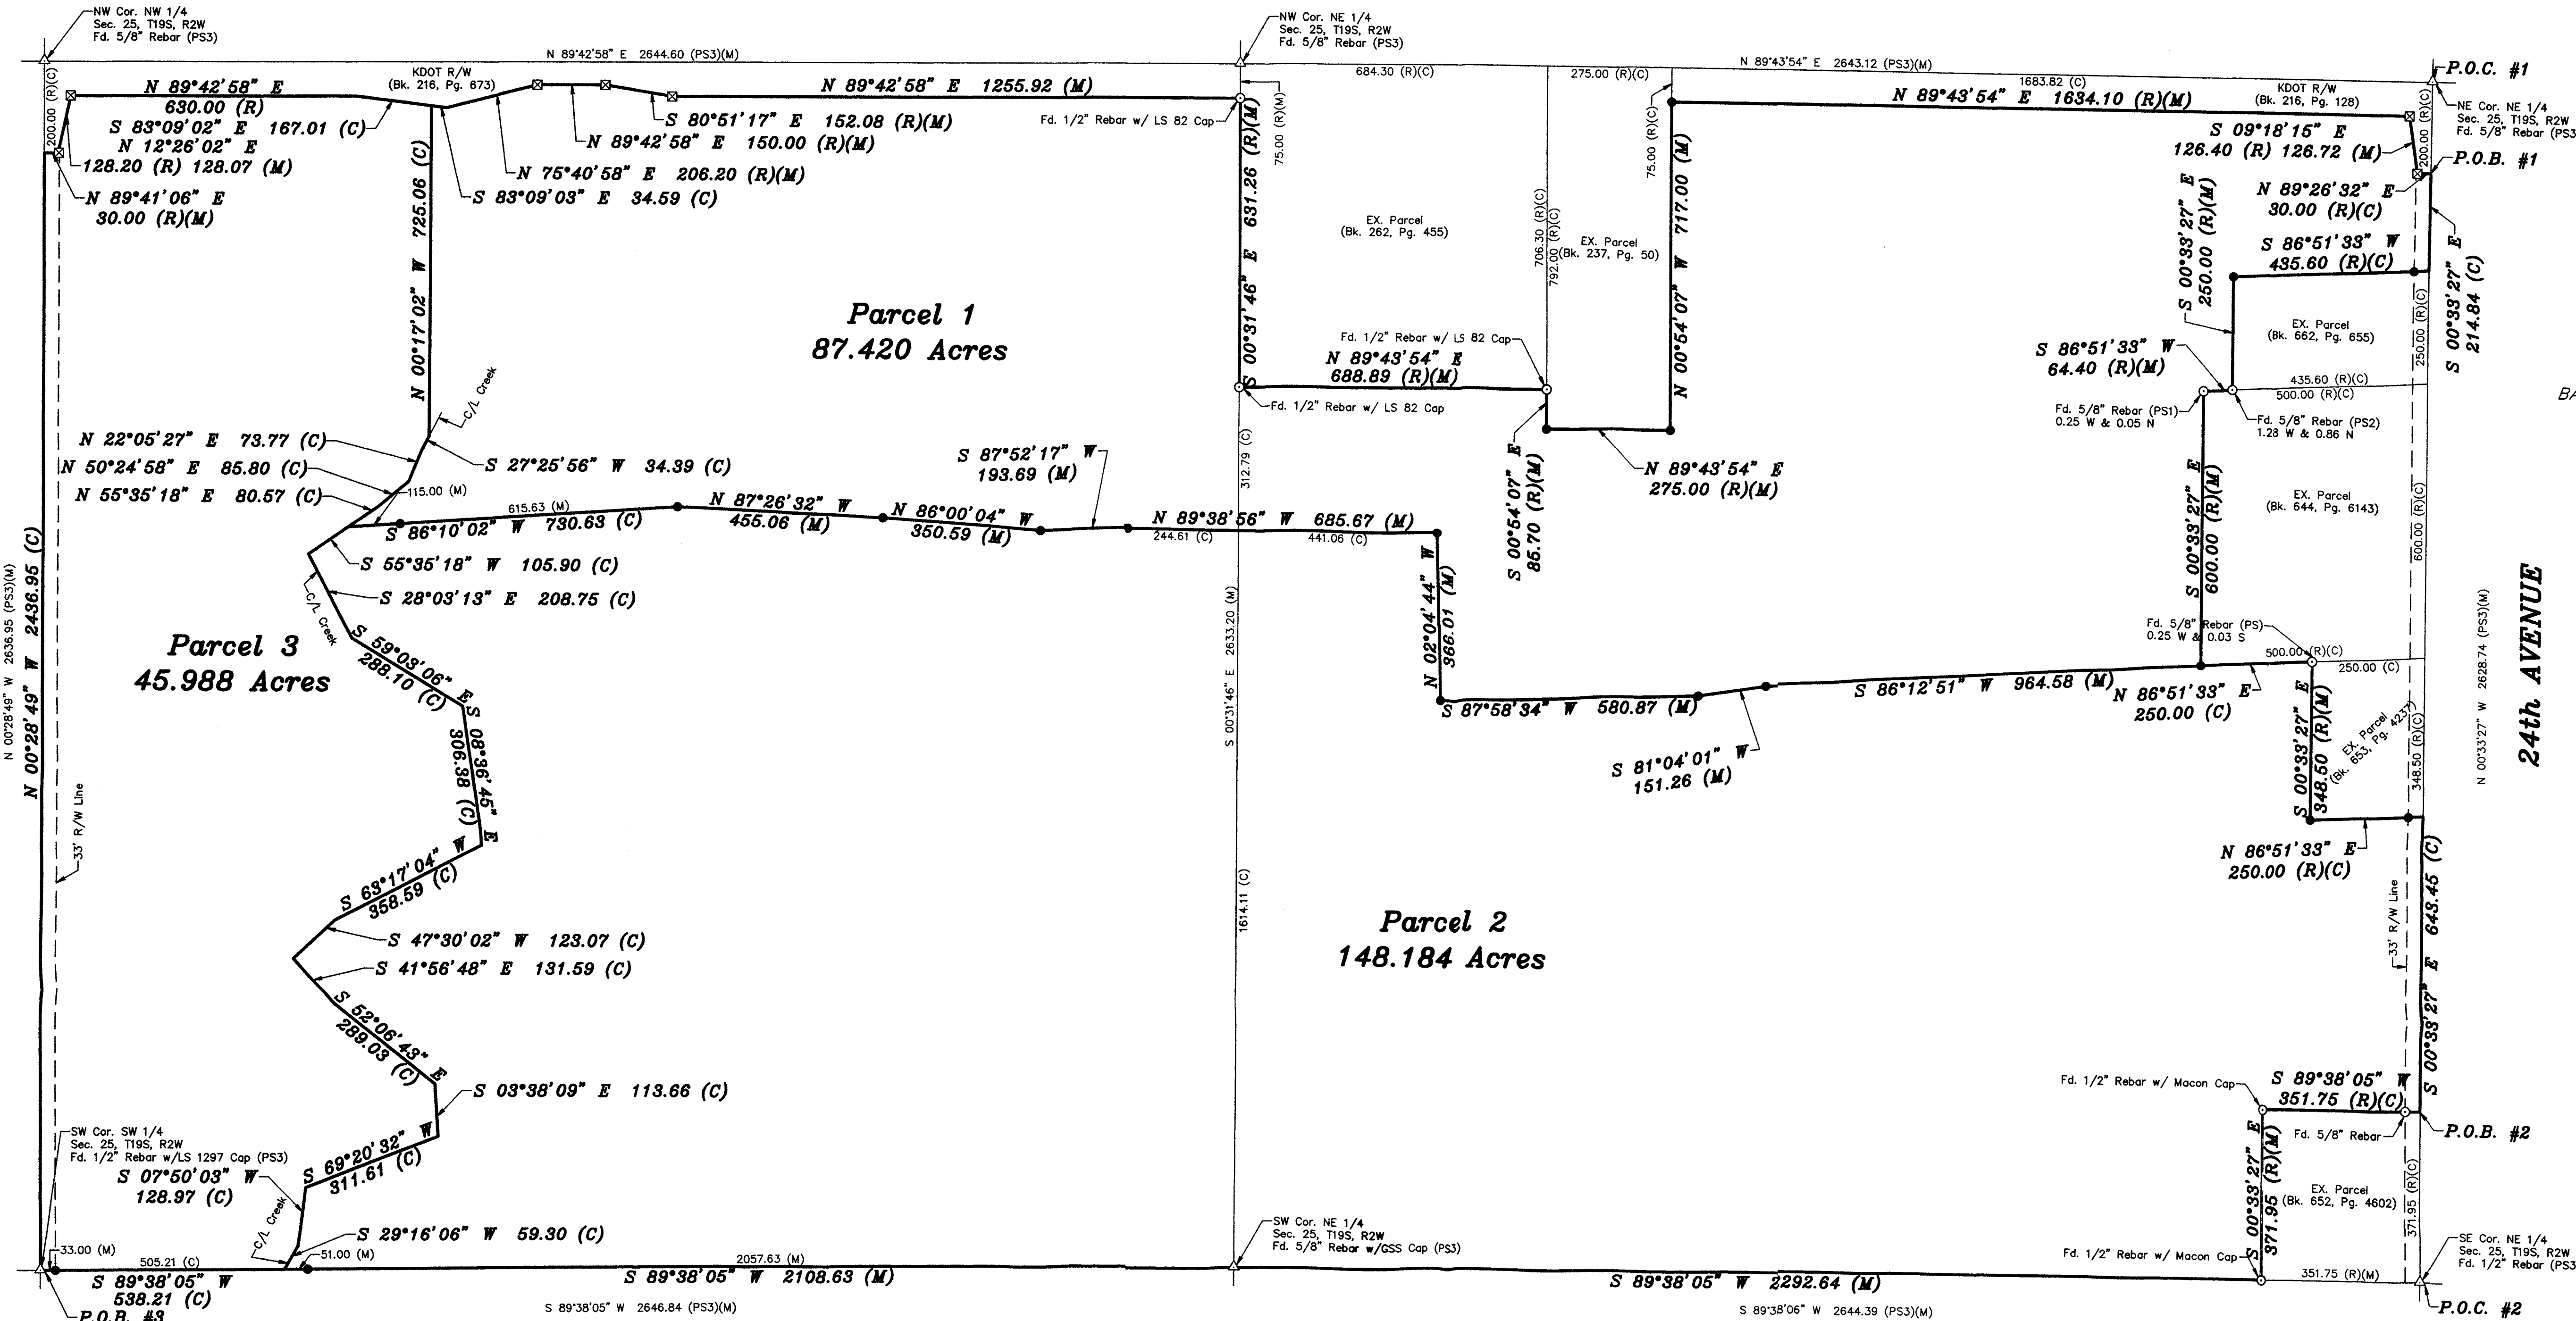 NW Cor. NW 1/4
Sec. 25, T19S, R2W
Fd. 5/8" Rebar (PS3)
NW Cor. NE 1/4
Sec. 25, T19S, R2W
Fd. 5/8" Rebar (PS3)
N 89°42'58" E 2644.60 (PS3)(M)
N 89°43'54" E 2643.12 (PS3)(M)
P.O.C. #1
NE Cor. NE 1/4
Sec. 25, T19S, R2W
Fd. 5/8" Rebar (PS3
200.00 (R)(C)
N 89°42'58" E
630.00 (R)
KDOT R/W
(Bk. 216, Pg. 673)
S 83°09'02" E 167.01 (C)
N 12°26'02" E
128.20 (R) 128.07 (M)
N 89°41'06" E
30.00 (R)(M)
N 89°42'58" E 1255.92 (M)
S 80°51'17" E 152.08 (R)(M)
N 89°42'58" E 150.00 (R)(M)
N 75°40'58" E 206.20 (R)(M)
S 83°09'03" E 34.59 (C)
Fd. 1/2" Rebar w/ LS 82 Cap
684.30 (R)(C)
275.00 (R)(C)
1683.82 (C)
75.00 (R)(M)
75.00 (R)(C)
N 89°43'54" E 1634.10 (R)(M)
KDOT R/W
(Bk. 216, Pg. 128)
S 09°18'15" E
126.40 (R) 126.72 (M)
200.00 (R)(C)
P.O.B. #1
N 89°26'32" E
30.00 (R)(C)
S 86°51'33" W
435.60 (R)(C)
S 00°33'27" E
250.00 (R)(M)
S 00°33'27" E
214.84 (C)
N 00°17'02" W 725.06 (C)
S 00°31'46" E 631.26 (R)(M)
EX. Parcel
(Bk. 262, Pg. 455)
706.30 (R)(C)
792.00 (R)(C)
EX. Parcel
(Bk. 237, Pg. 50)
N 00°54'07" W 717.00 (M)
Parcel 1
87.420 Acres
EX. Parcel
(Bk. 662, Pg. 655)
250.00 (R)(C)
S 86°51'33" W
64.40 (R)(M)
435.60 (R)(C)
500.00 (R)(C)
Fd. 1/2" Rebar w/ LS 82 Cap
N 89°43'54" E
688.89 (R)(M)
Fd. 1/2" Rebar w/ LS 82 Cap
Fd. 5/8" Rebar (PS1)
0.25 W & 0.05 N
Fd. 5/8" Rebar (PS2)
1.23 W & 0.86 N
BA
C/L Creek
N 22°05'27" E 73.77 (C)
N 50°24'58" E 85.80 (C)
N 55°35'18" E 80.57 (C)
S 27°25'56" W 34.39 (C)
115.00 (M)
615.63 (M)
S 86°10'02" W 730.63 (C)
N 87°26'32" W
455.06 (M)
N 86°00'04" W
350.59 (M)
S 87°52'17" W
193.69 (M)
N 89°38'56" W 685.67 (M)
244.61 (C)
441.06 (C)
312.79 (C)
S 00°54'07" E
85.70 (R)(M)
N 89°43'54" E
275.00 (R)(M)
S 00°33'27" E
600.00 (R)(M)
EX. Parcel
(Bk. 644, Pg. 6143)
600.00 (R)(C)
S 55°35'18" W 105.90 (C)
S 28°03'13" E 208.75 (C)
C/L Creek
S 59°03'06" E
288.10 (C)
N 00°28'49" W 2636.95 (PS3)(M)
N 00°28'49" W 2436.95 (C)
Parcel 3
45.988 Acres
S 00°31'46" E 2633.20 (M)
N 02°04'44" W
366.01 (M)
S 87°58'34" W 580.87 (M)
S 81°04'01" W
151.26 (M)
S 86°12'51" W 964.58 (M)
N 86°51'33" E
250.00 (C)
Fd. 5/8" Rebar (PS)
0.25 W & 0.03 S
500.00 (R)(C)
250.00 (C)
N 00°33'27" W 2628.74 (PS3)(M)
24th AVENUE
S 00°33'27" E
348.50 (R)(M)
EX. Parcel
(Bk. 653, Pg. 4237)
348.50 (R)(C)
N 86°51'33" E
250.00 (R)(C)
S 08°36'45" E
306.38 (C)
33' R/W Line
S 63°17'04" W
358.59 (C)
S 47°30'02" W 123.07 (C)
S 41°56'48" E 131.59 (C)
S 52°06'43" E
289.03 (C)
S 03°38'09" E 113.66 (C)
1614.11 (C)
Parcel 2
148.184 Acres
33' R/W Line
S 00°33'27" E 643.45 (C)
Fd. 1/2" Rebar w/ Macon Cap
S 89°38'05" W
351.75 (R)(C)
Fd. 5/8" Rebar
P.O.B. #2
SW Cor. SW 1/4
Sec. 25, T19S, R2W
Fd. 1/2" Rebar w/LS 1297 Cap (PS3)
S 07°50'03" W
128.97 (C)
S 69°20'32" W
311.61 (C)
C/L Creek
S 29°16'06" W 59.30 (C)
33.00 (M)
505.21 (C)
51.00 (M)
2057.63 (M)
S 89°38'05" W
538.21 (C)
P.O.B. #3
S 89°38'05" W 2108.63 (M)
S 89°38'05" W 2646.84 (PS3)(M)
SW Cor. NE 1/4
Sec. 25, T19S, R2W
Fd. 5/8" Rebar w/GSS Cap (PS3)
S 89°38'05" W 2292.64 (M)
S 89°38'06" W 2644.39 (PS3)(M)
S 00°33'27" E
371.95 (R)(M)
EX. Parcel
(Bk. 652, Pg. 4602)
371.95 (R)(C)
Fd. 1/2" Rebar w/ Macon Cap
351.75 (R)(M)
SE Cor. NE 1/4
Sec. 25, T19S, R2W
Fd. 1/2" Rebar (PS3
P.O.C. #2